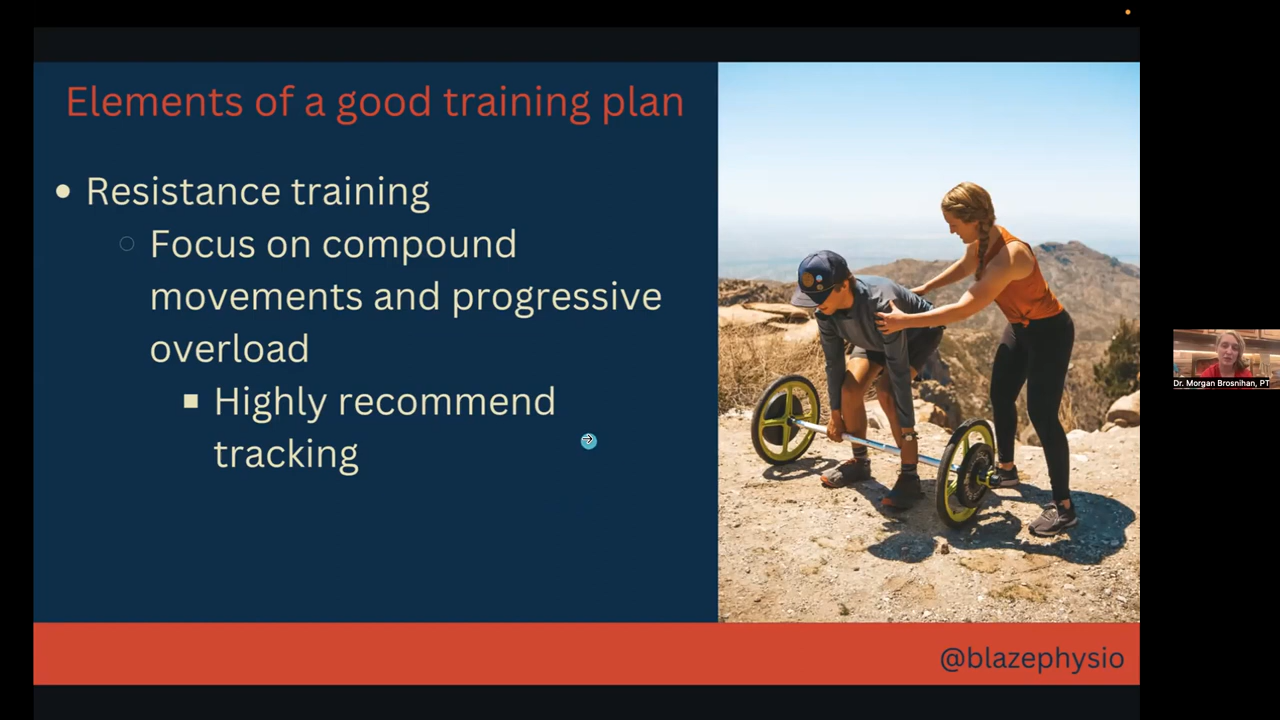 Elements of a good training plan
Resistance training
Focus on compound
movements and progressive
overload
Highly recommend
tracking
@blazephysio
Dr. Morgan Brosnihan, PT